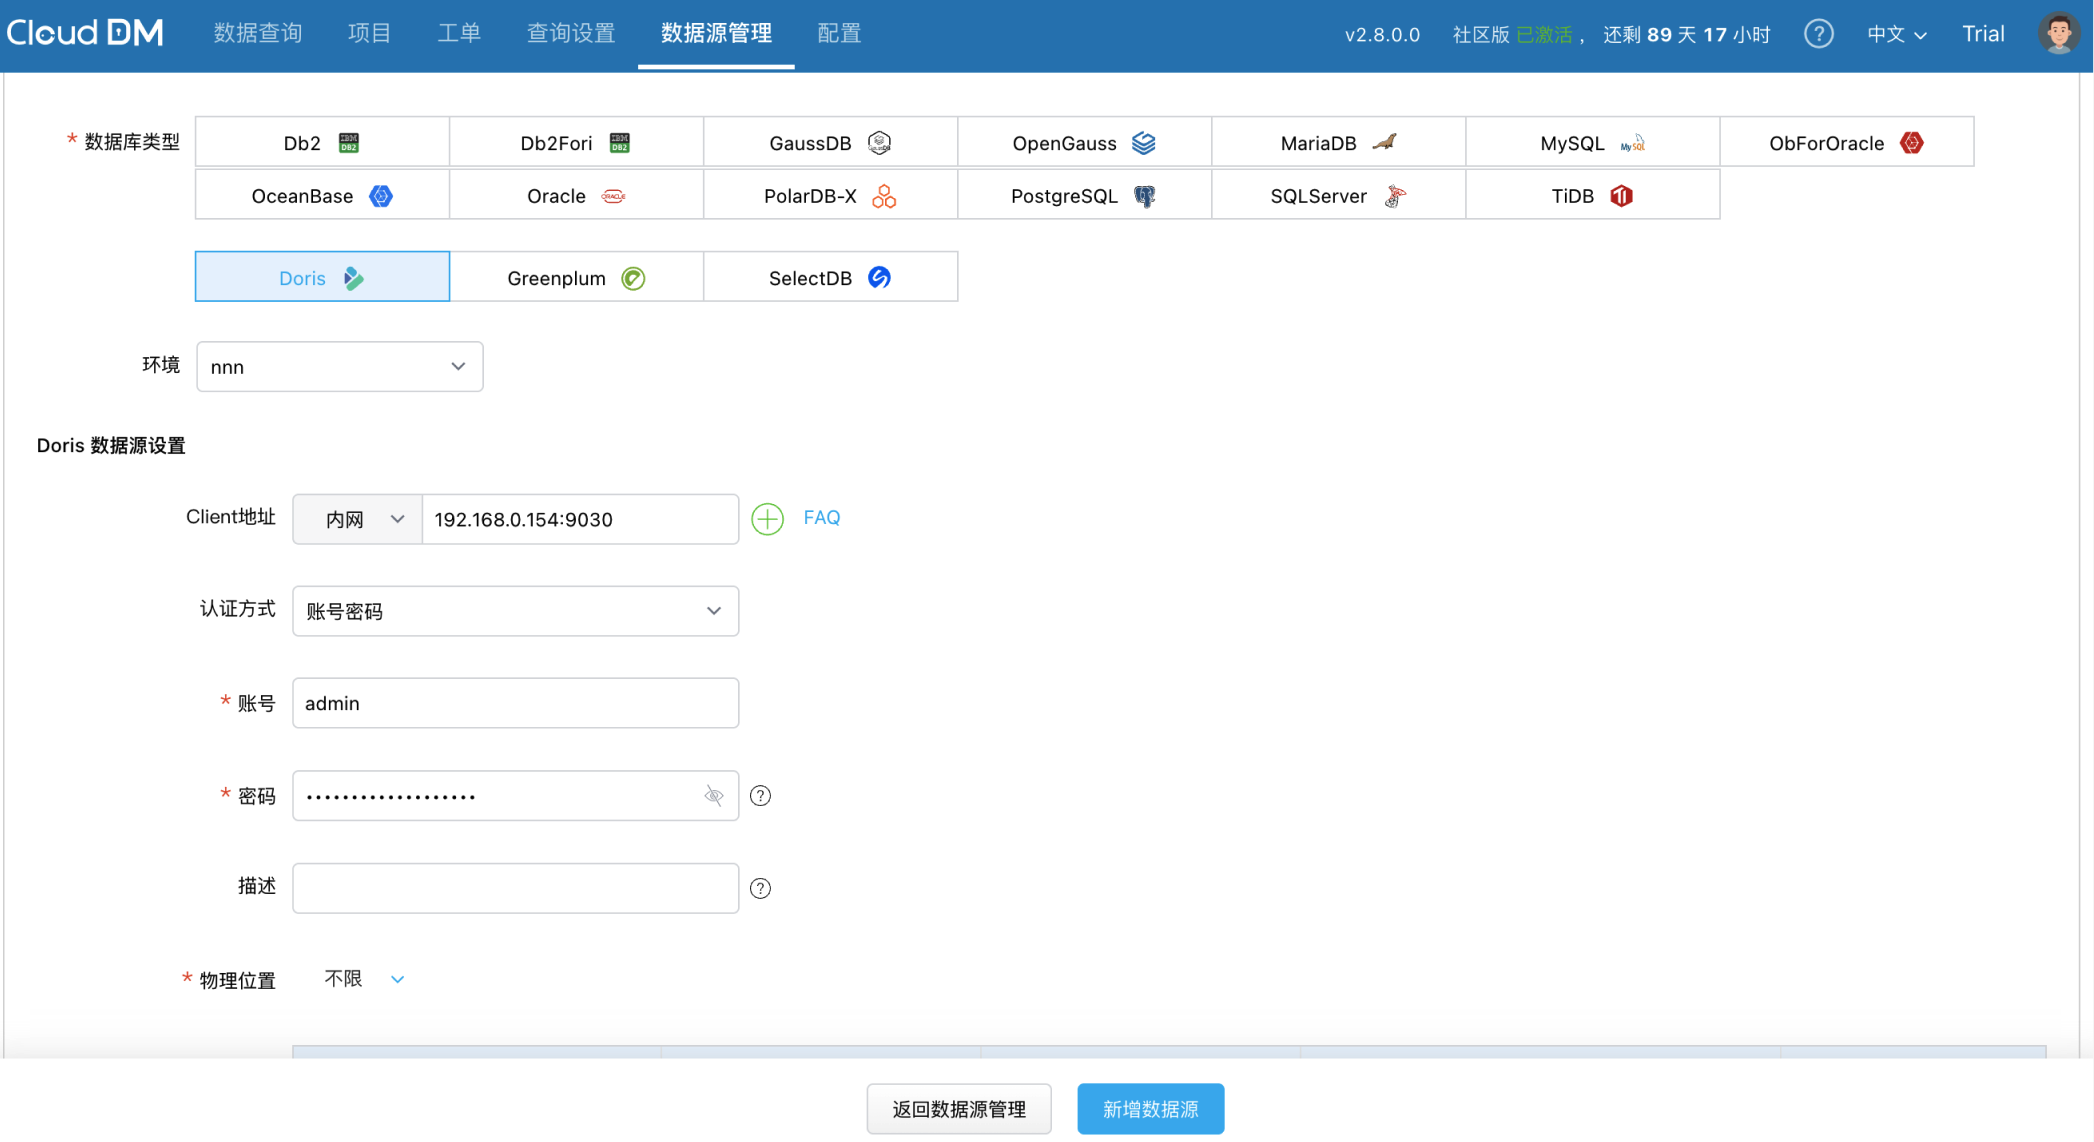 Cloud DM 数据查询 项目 工单 查询设置 数据源管理 配置 v2.8.0.0 社区版 已激活 ， 还剩 89 天 17 小时 ? 中文 Trial
* 数据库类型 Db2 IBM DB2 Db2Fori IBM DB2 GaussDB OpenGauss MariaDB MySQL MySQL ObForOracle
OceanBase Oracle ORACLE PolarDB-X PostgreSQL SQLServer TiDB
Doris Greenplum SelectDB
环境 nnn
Doris 数据源设置
Client地址 内网 192.168.0.154:9030 FAQ
认证方式 账号密码
* 账号 admin
* 密码 ••••••••••••••••••• ?
描述 ?
* 物理位置 不限
返回数据源管理 新增数据源